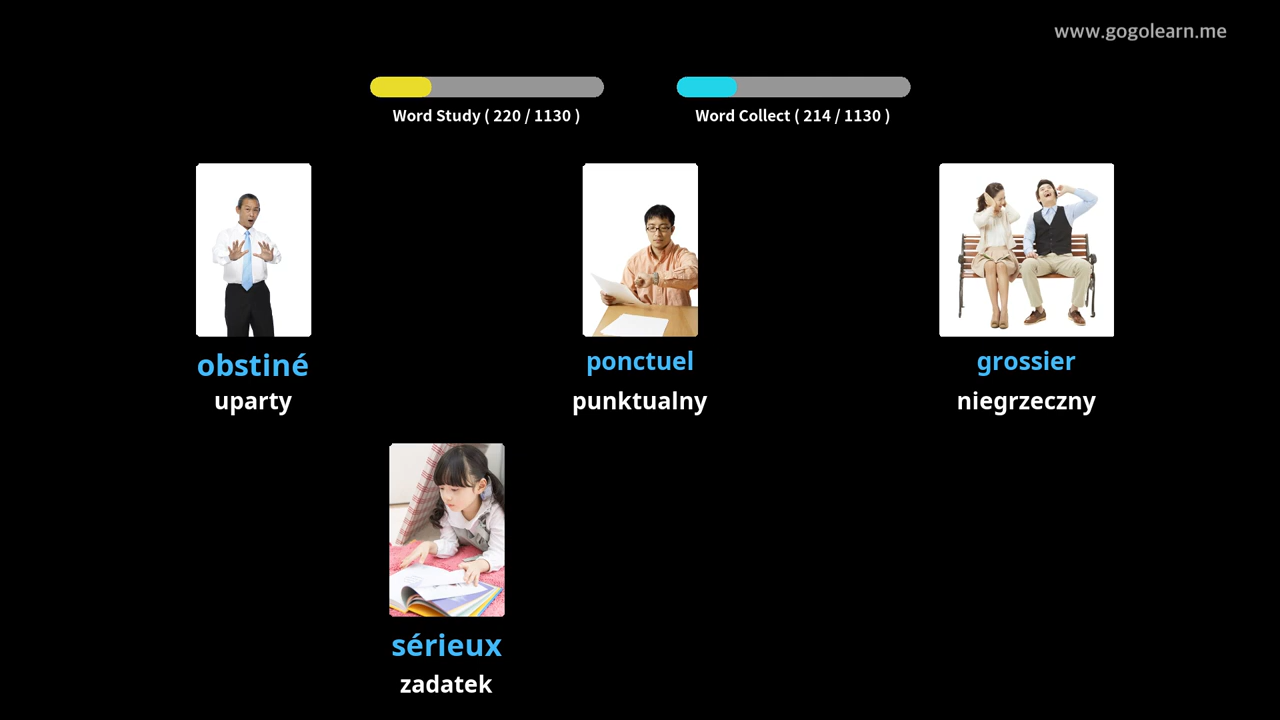 www.gogolearn.me
Word Study ( 220 / 1130 )
Word Collect ( 214 / 1130 )
obstiné
ponctuel
grossier
uparty
punktualny
niegrzeczny
sérieux
zadatek